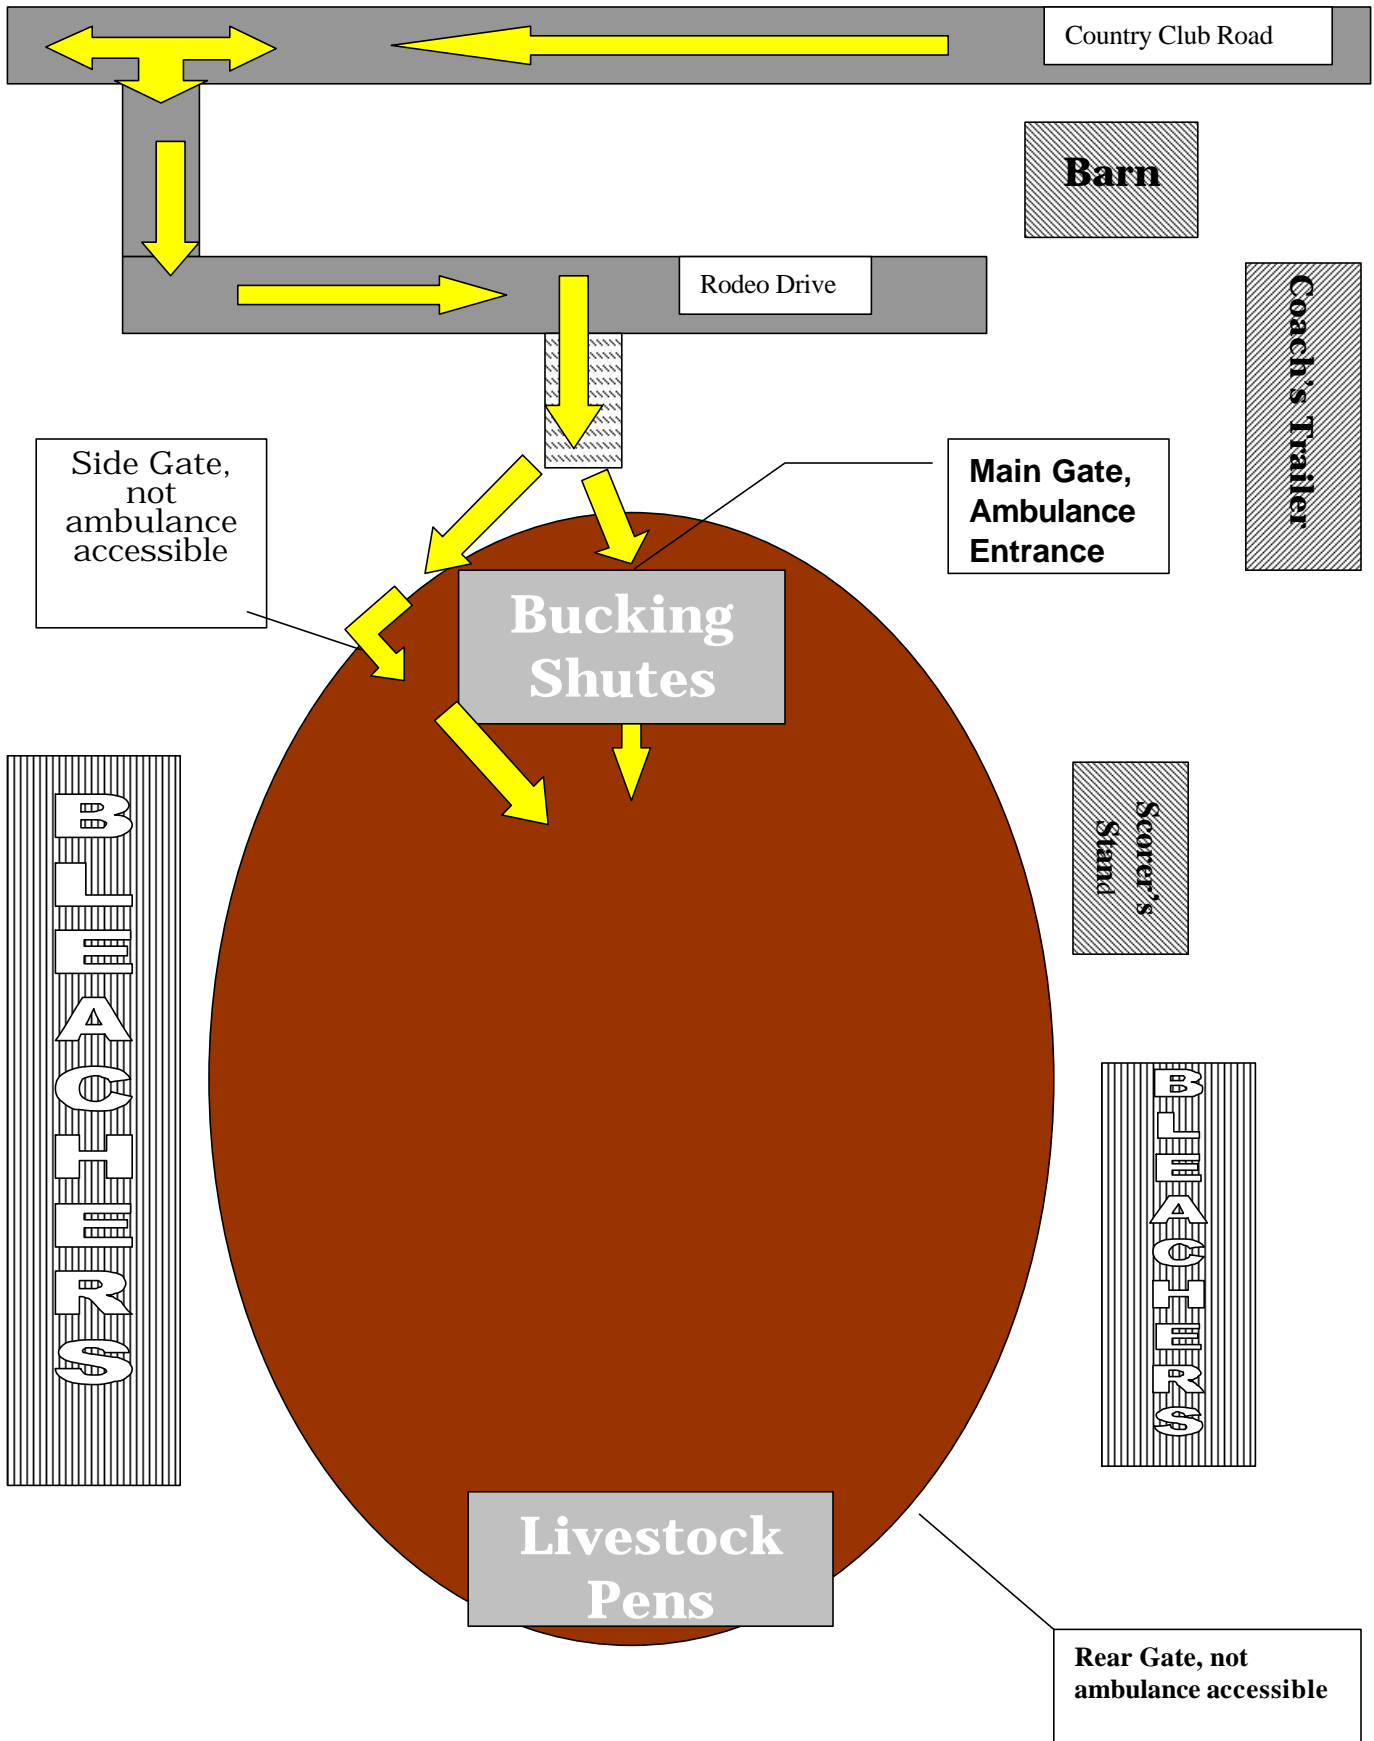 Country Club Road
Barn
Rodeo Drive
Coach's Trailer
Side Gate,
not
ambulance
accessible
Main Gate,
Ambulance
Entrance
Bucking
Shutes
Scorer's
Stand
BLEACHERS
BLEACHERS
Livestock
Pens
Rear Gate, not
ambulance accessible